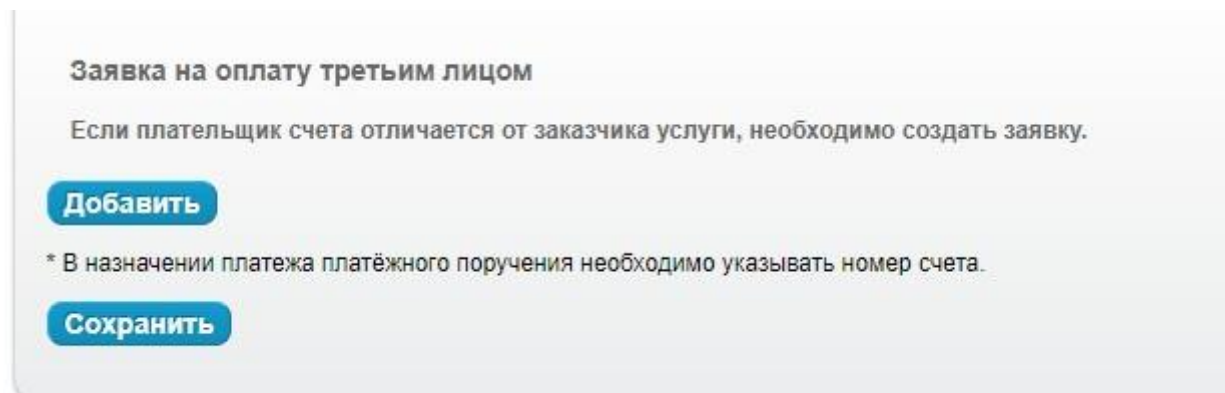 Заявка на оплату третьим лицом
Если плательщик счета отличается от заказчика услуги, необходимо создать заявку.
Добавить
* В назначении платежа платёжного поручения необходимо указывать номер счета.
Сохранить